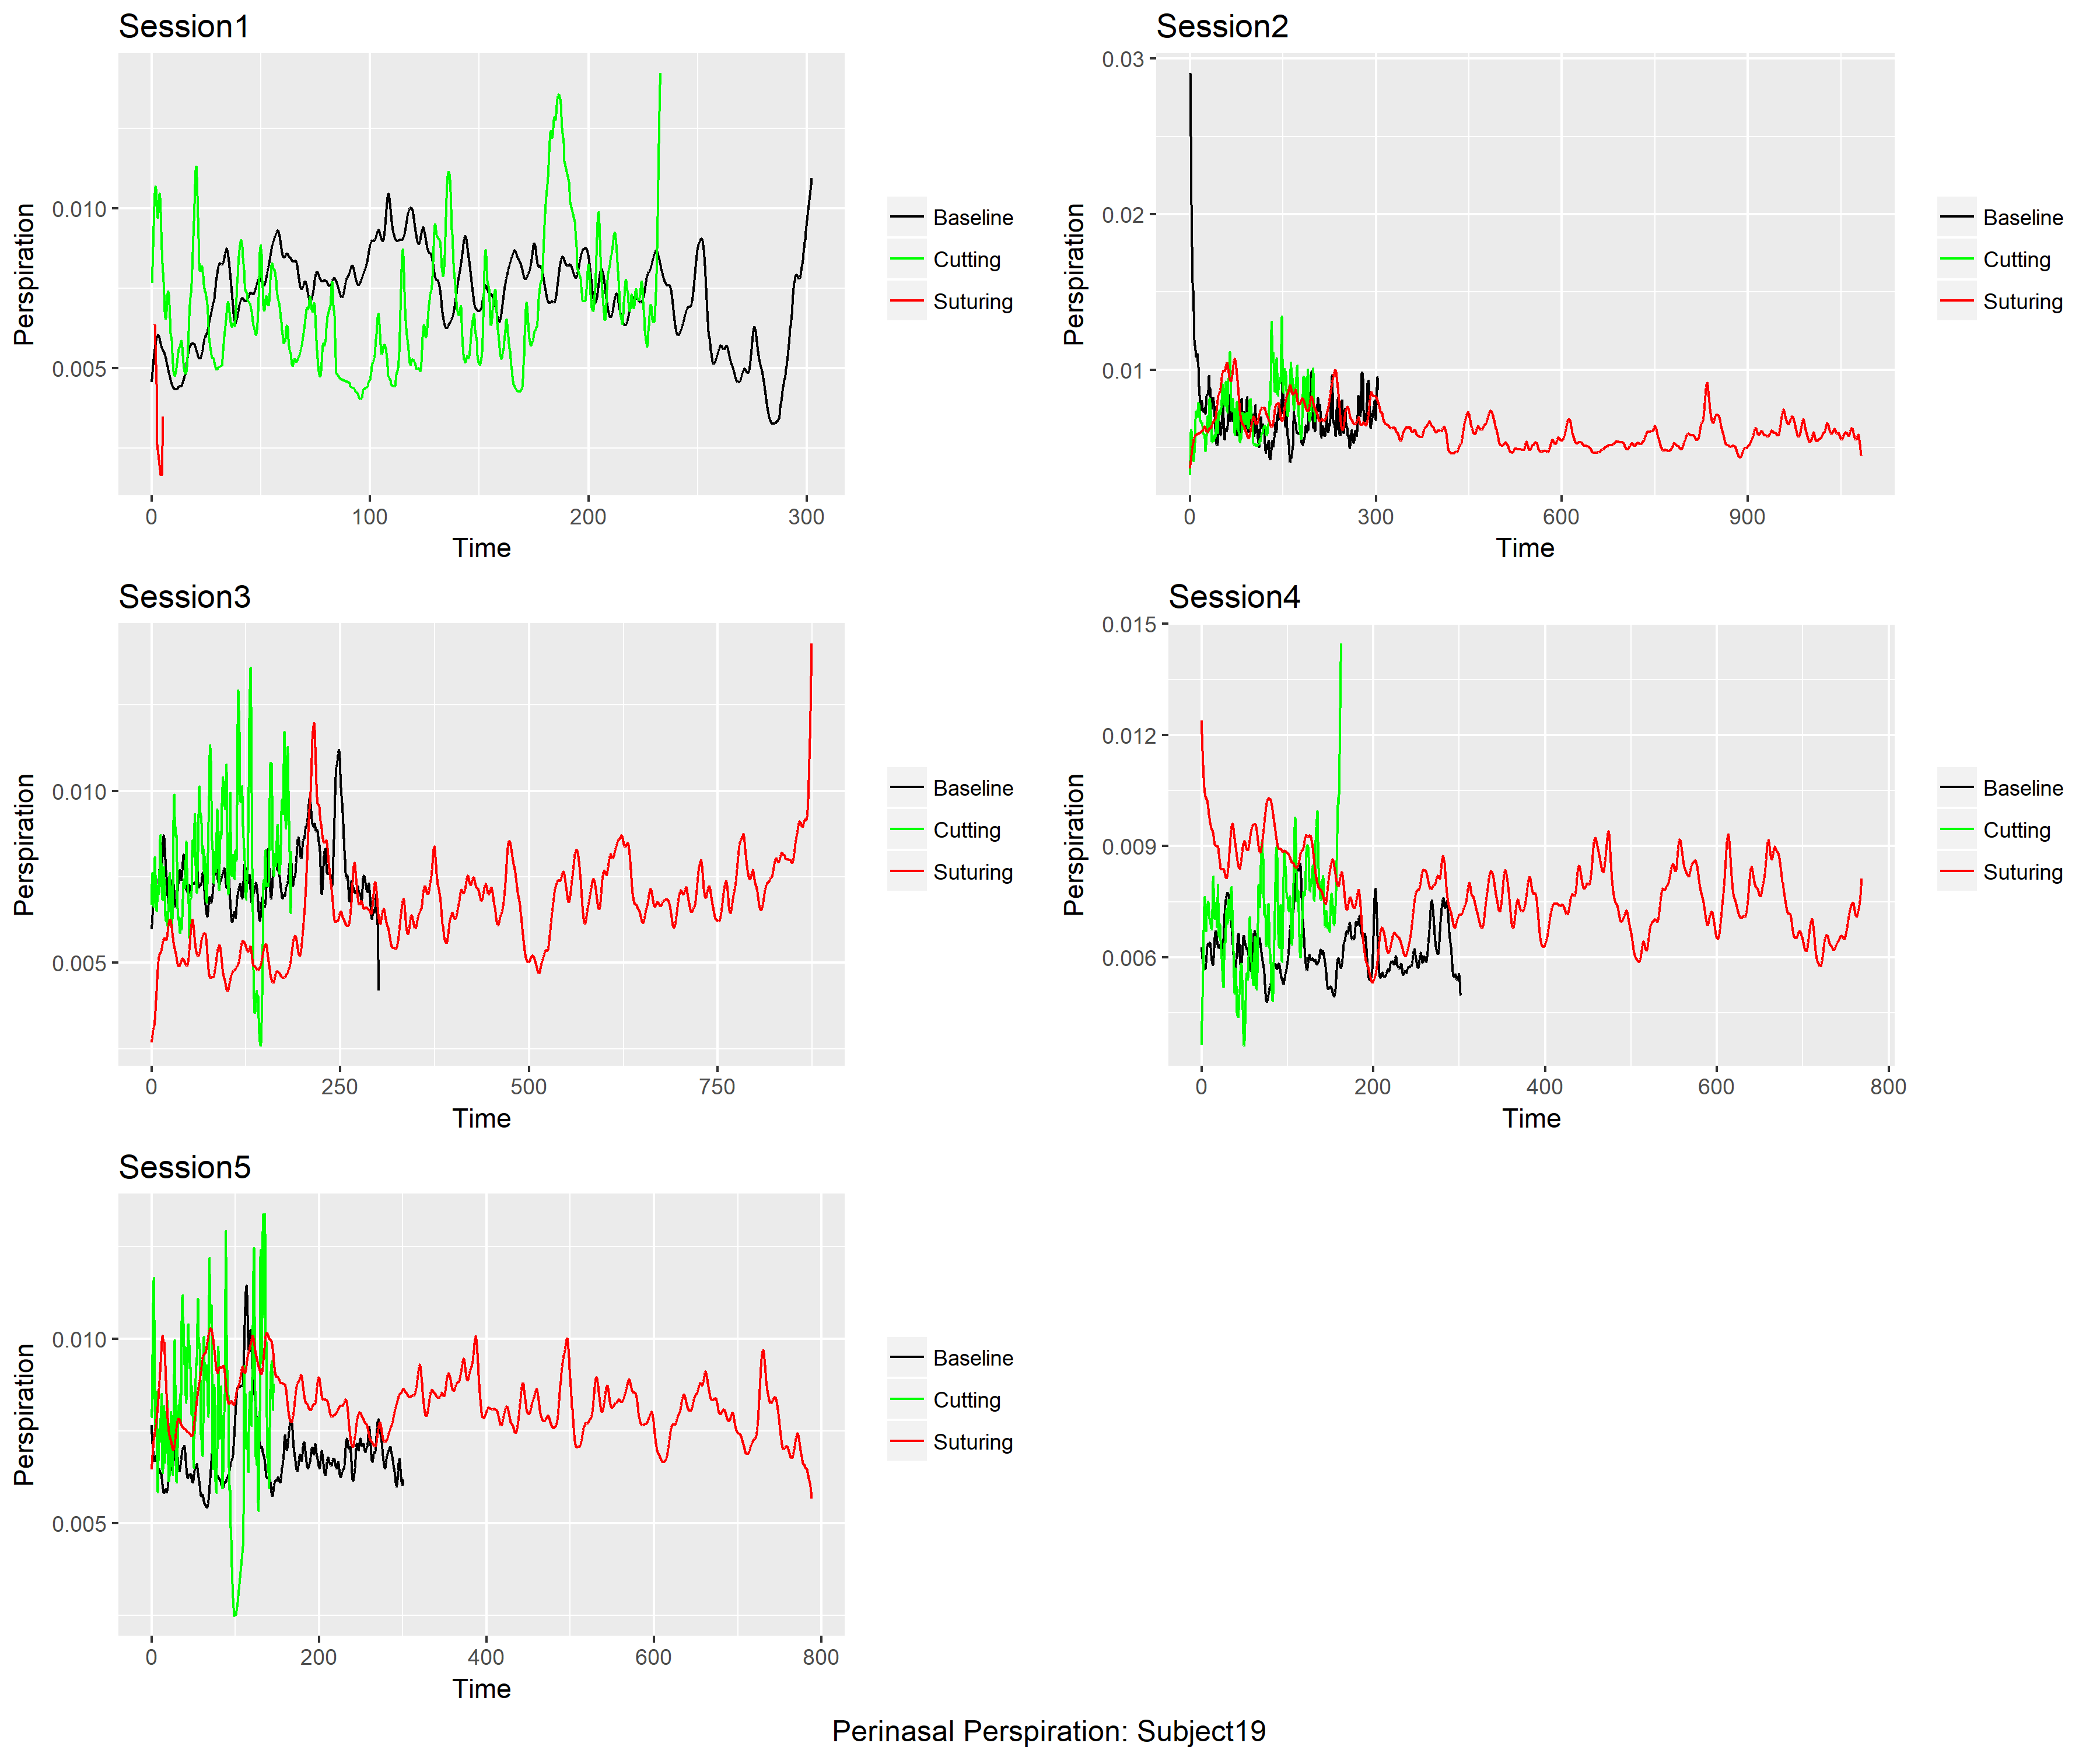 Session1
Perspiration
0.010
0.005
0 100 200 300
Time
Baseline
Cutting
Suturing
Session2
Perspiration
0.03
0.02
0.01
0 300 600 900
Time
Baseline
Cutting
Suturing
Session3
Perspiration
0.010
0.005
0 250 500 750
Time
Baseline
Cutting
Suturing
Session4
Perspiration
0.015
0.012
0.009
0.006
0 200 400 600 800
Time
Baseline
Cutting
Suturing
Session5
Perspiration
0.010
0.005
0 200 400 600 800
Time
Baseline
Cutting
Suturing
Perinasal Perspiration: Subject19